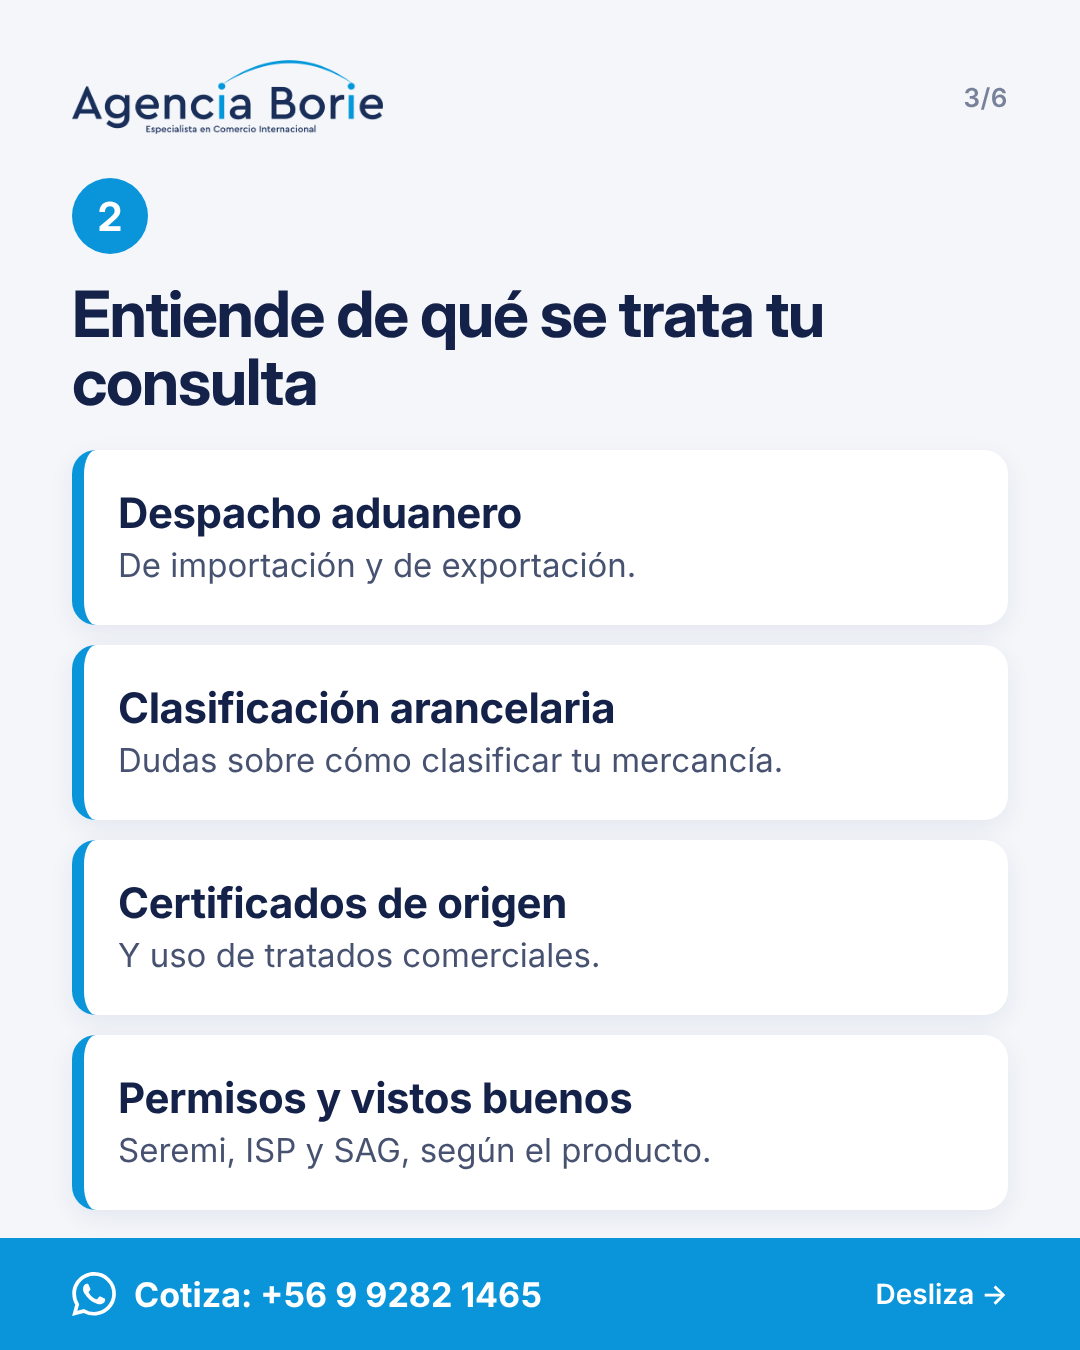 Agencia Borie
Especialista en Comercio Internacional
3/6
2
Entiende de qué se trata tu
consulta
Despacho aduanero
De importación y de exportación.
Clasificación arancelaria
Dudas sobre cómo clasificar tu mercancía.
Certificados de origen
Y uso de tratados comerciales.
Permisos y vistos buenos
Seremi, ISP y SAG, según el producto.
Cotiza: +56 9 9282 1465
Desliza →